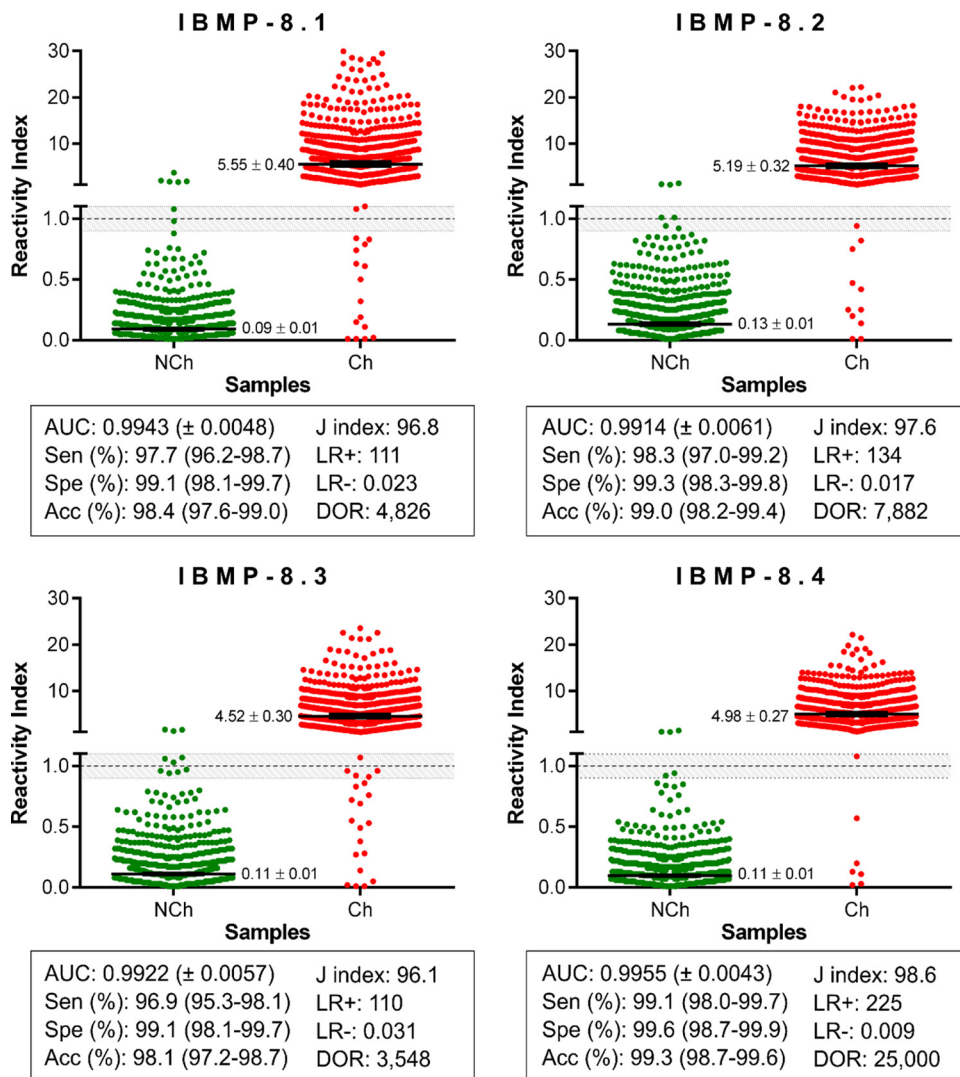 IBMP-8.1
Reactivity Index
30
20
10
1.0
0.5
0.0
5.55 ± 0.40
0.09 ± 0.01
NCh Ch
Samples
AUC: 0.9943 (± 0.0048) J index: 96.8
Sen (%): 97.7 (96.2-98.7) LR+: 111
Spe (%): 99.1 (98.1-99.7) LR-: 0.023
Acc (%): 98.4 (97.6-99.0) DOR: 4,826
IBMP-8.2
Reactivity Index
30
20
10
1.0
0.5
0.0
5.19 ± 0.32
0.13 ± 0.01
NCh Ch
Samples
AUC: 0.9914 (± 0.0061) J index: 97.6
Sen (%): 98.3 (97.0-99.2) LR+: 134
Spe (%): 99.3 (98.3-99.8) LR-: 0.017
Acc (%): 99.0 (98.2-99.4) DOR: 7,882
IBMP-8.3
Reactivity Index
30
20
10
1.0
0.5
0.0
4.52 ± 0.30
0.11 ± 0.01
NCh Ch
Samples
AUC: 0.9922 (± 0.0057) J index: 96.1
Sen (%): 96.9 (95.3-98.1) LR+: 110
Spe (%): 99.1 (98.1-99.7) LR-: 0.031
Acc (%): 98.1 (97.2-98.7) DOR: 3,548
IBMP-8.4
Reactivity Index
30
20
10
1.0
0.5
0.0
4.98 ± 0.27
0.11 ± 0.01
NCh Ch
Samples
AUC: 0.9955 (± 0.0043) J index: 98.6
Sen (%): 99.1 (98.0-99.7) LR+: 225
Spe (%): 99.6 (98.7-99.9) LR-: 0.009
Acc (%): 99.3 (98.7-99.6) DOR: 25,000